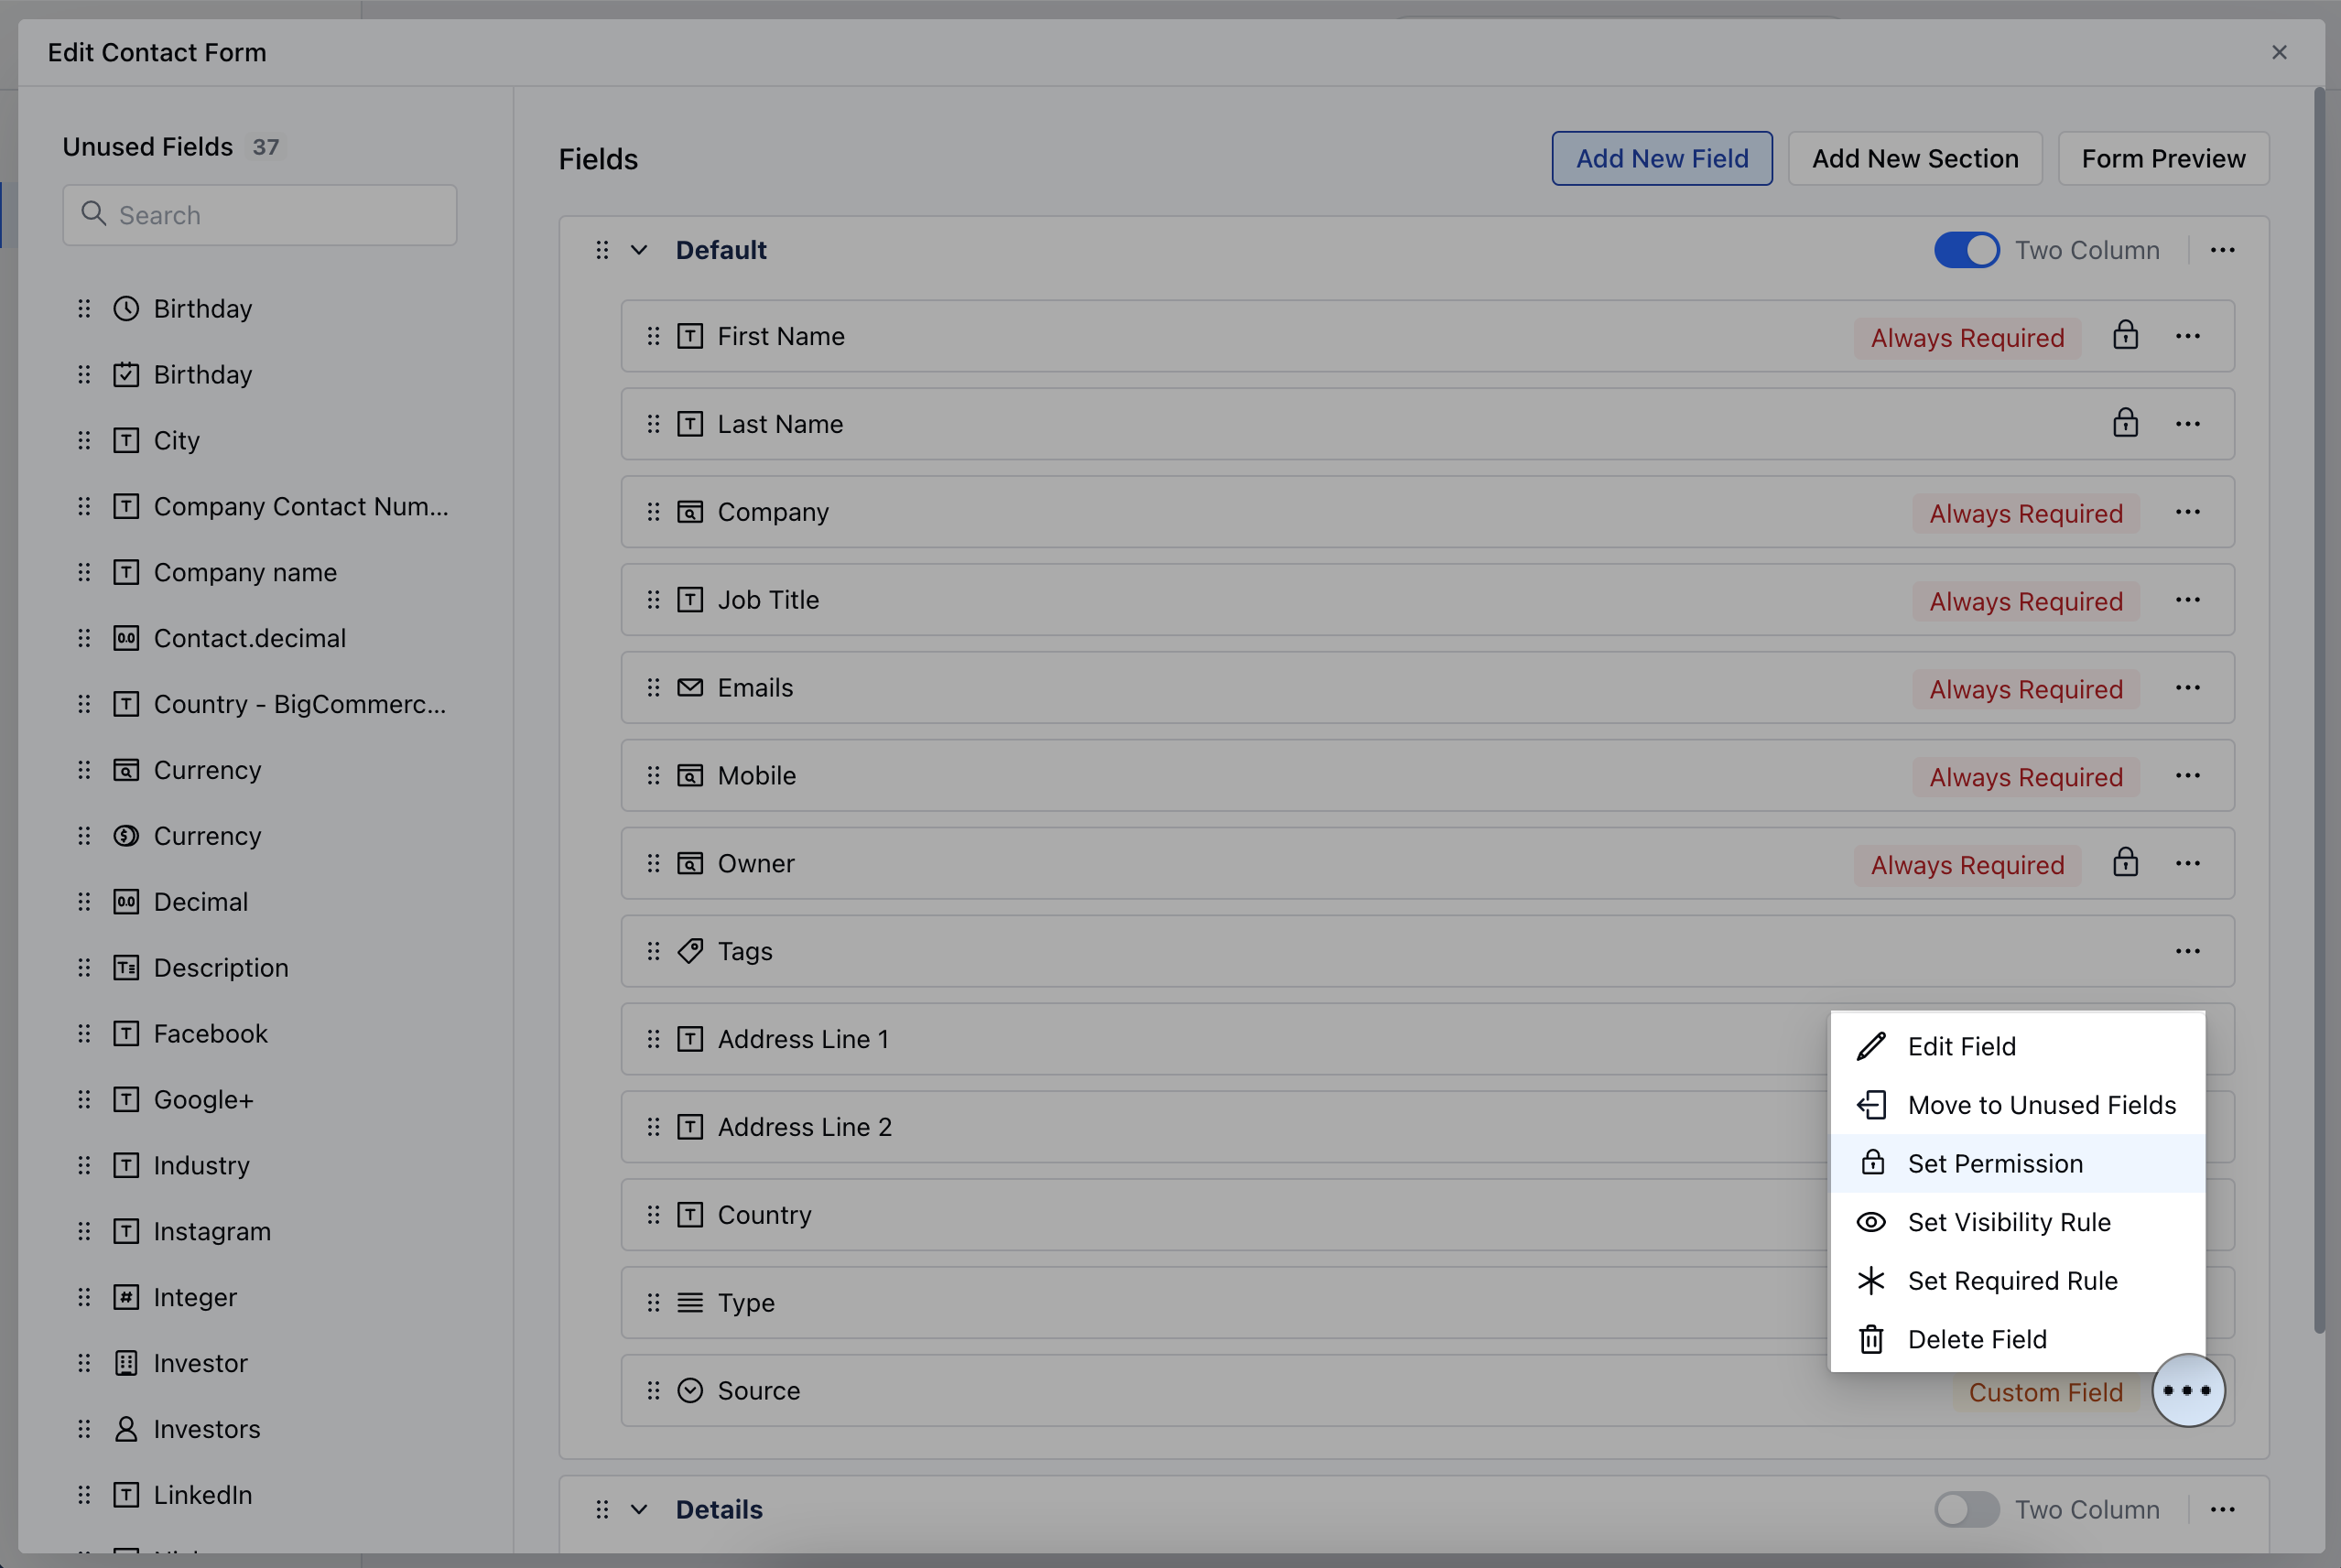 Edit Contact Form
Unused Fields 37
Search
Birthday
Birthday
City
Company Contact Num...
Company name
Contact.decimal
Country - BigCommerc...
Currency
Currency
Decimal
Description
Facebook
Google+
Industry
Instagram
Integer
Investor
Investors
LinkedIn
Fields
Add New Field
Add New Section
Form Preview
Default
Two Column
First Name
Always Required
Last Name
Company
Always Required
Job Title
Always Required
Emails
Always Required
Mobile
Always Required
Owner
Always Required
Tags
Address Line 1
Address Line 2
Country
Type
Source
Custom Field
Edit Field
Move to Unused Fields
Set Permission
Set Visibility Rule
Set Required Rule
Delete Field
Details
Two Column